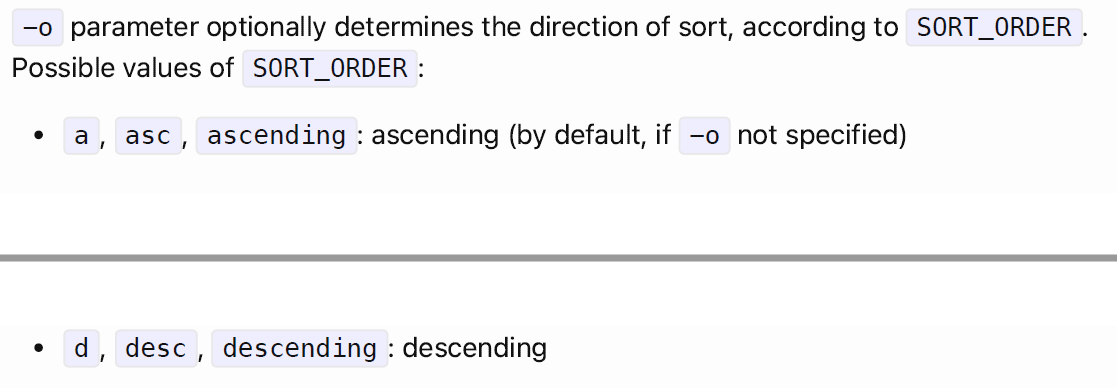 -o parameter optionally determines the direction of sort, according to SORT_ORDER.
Possible values of SORT_ORDER:
• a, asc, ascending: ascending (by default, if -o not specified)
• d, desc, descending: descending